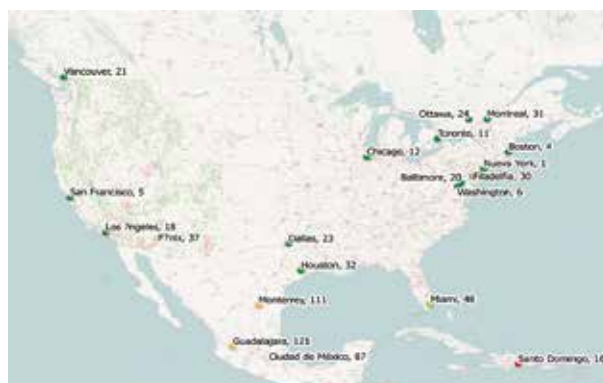 Vancouver, 21
Ottawa, 24
Montreal, 31
Toronto, 11
Boston, 4
Chicago, 12
Nueva York, 1
Filadelfia, 30
Baltimore, 20
Washington, 6
San Francisco, 5
Los Angeles, 18
37
Dallas, 23
Houston, 32
Monterrey, 111
Miami, 48
Guadalajara, 121
Ciudad de México, 87
Santo Domingo, 16